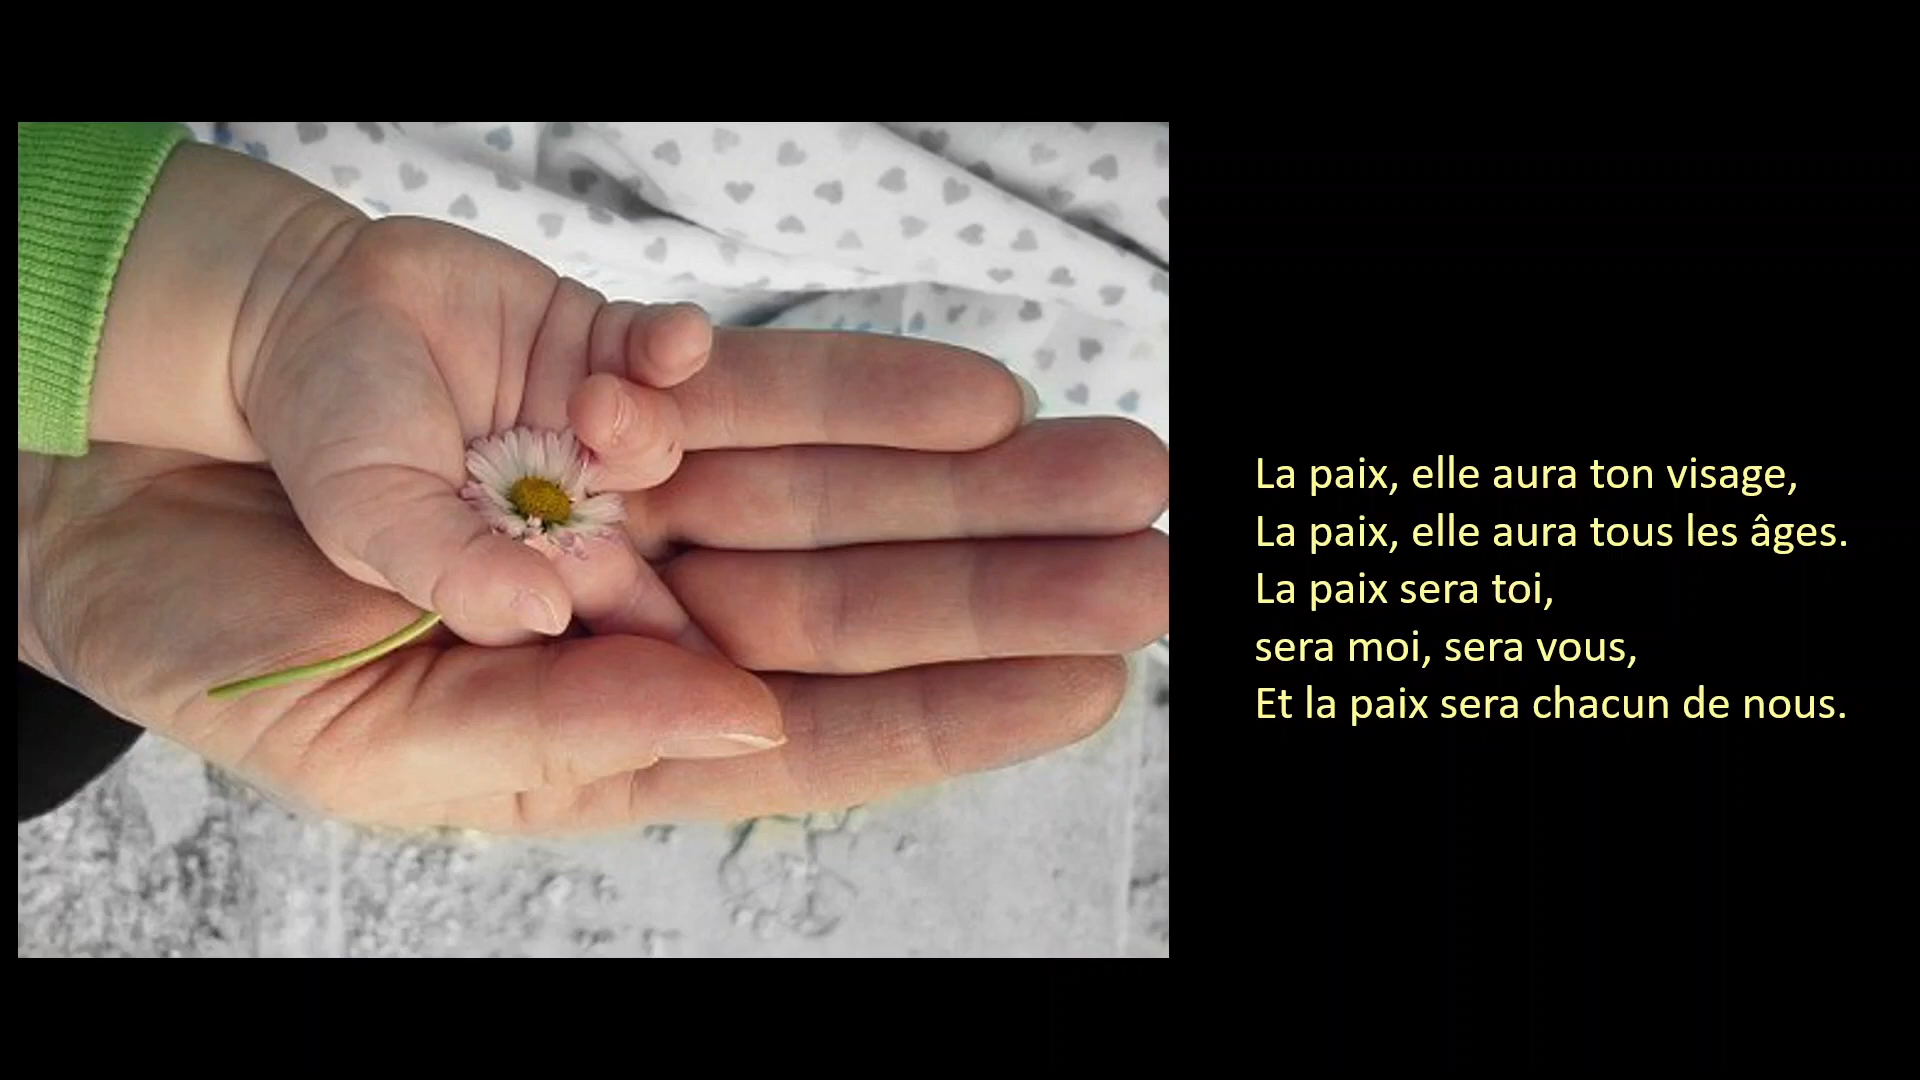 La paix, elle aura ton visage,
La paix, elle aura tous les âges.
La paix sera toi,
sera moi, sera vous,
Et la paix sera chacun de nous.